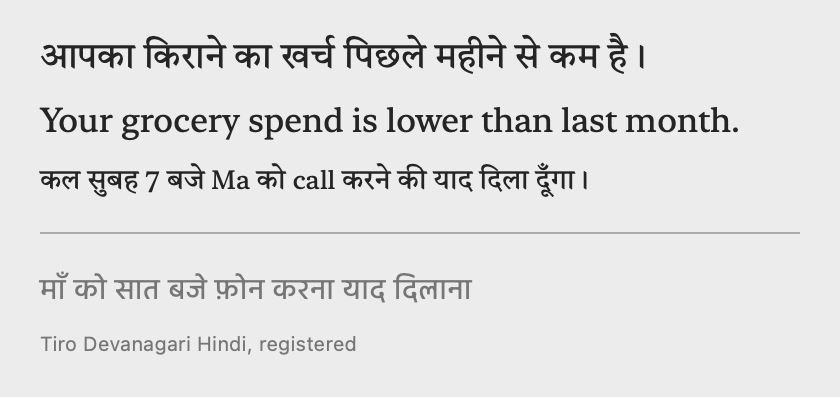 आपका किराने का खर्च पिछले महीने से कम है।
Your grocery spend is lower than last month.
कल सुबह 7 बजे Ma को call करने की याद दिला दूँगा।
माँ को सात बजे फ़ोन करना याद दिलाना
Tiro Devanagari Hindi, registered